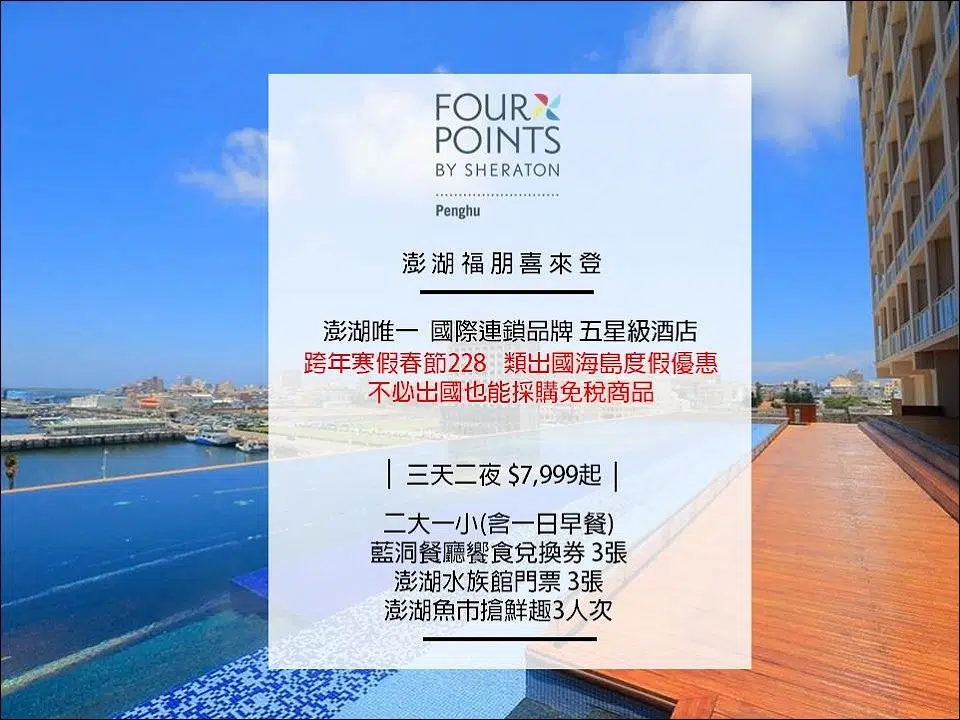 FOUR
POINTS
BY SHERATON
Penghu
澎湖福朋喜來登
澎湖唯一 國際連鎖品牌 五星級酒店
跨年寒假春節228 類出國海島度假優惠
不必出國也能採購免稅商品
| 三天二夜 $7,999起 |
二大一小(含一日早餐)
藍洞餐廳饗食兌換券 3張
澎湖水族館門票 3張
澎湖魚市搶鮮趣3人次